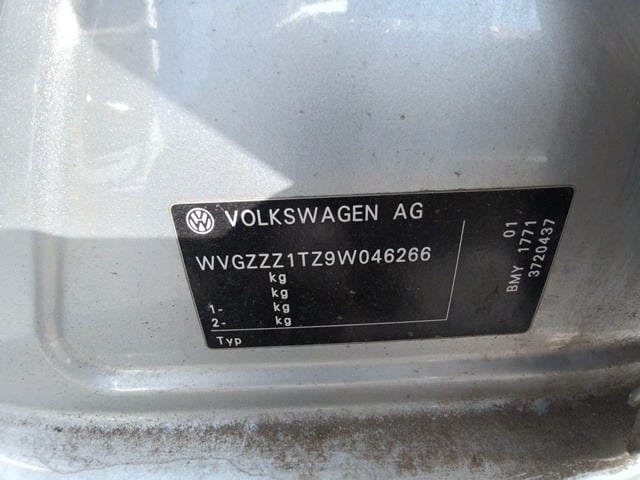 VOLKSWAGEN AG
WVGZZZ1TZ9W046266
kg
kg
1- kg
2- kg
Typ
01
BMY 1771
3720437